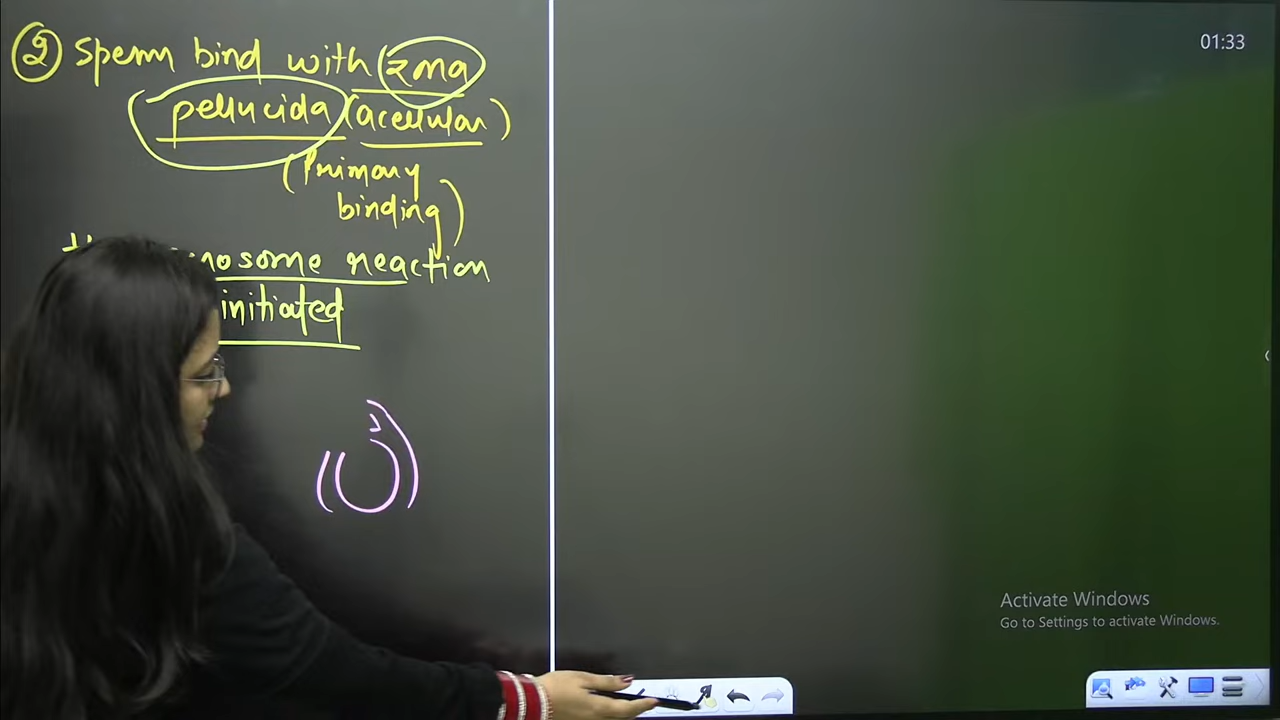 ② Sperm bind with (zona
pellucida (acellular)
(Primary
binding)
reaction
initiated
01:33
Activate Windows
Go to Settings to activate Windows.